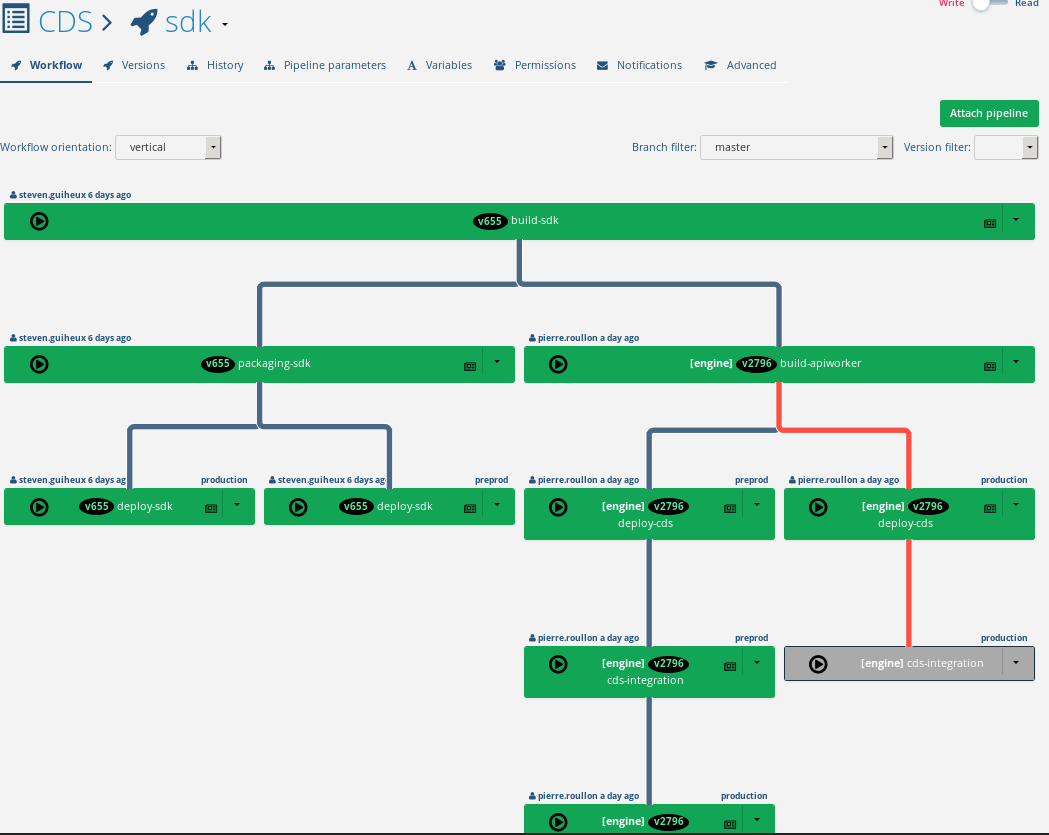 Write Read
CDS sdk
Workflow Versions History Pipeline parameters Variables Permissions Notifications Advanced
Attach pipeline
Workflow orientation: vertical Branch filter: master Version filter:
steven.guiheux 6 days ago
v655 build-sdk
steven.guiheux 6 days ago pierre.roullon a day ago
v655 packaging-sdk [engine] v2796 build-apiworker
steven.guiheux 6 days ag production steven.guiheux 6 days ago preprod pierre.roullon a day ago preprod pierre.roullon a day ago production
v655 deploy-sdk v655 deploy-sdk [engine] v2796 [engine] v2796
deploy-cds deploy-cds
pierre.roullon a day ago preprod production
[engine] v2796 [engine] cds-integration
cds-integration
pierre.roullon a day ago production
[engine] v2796